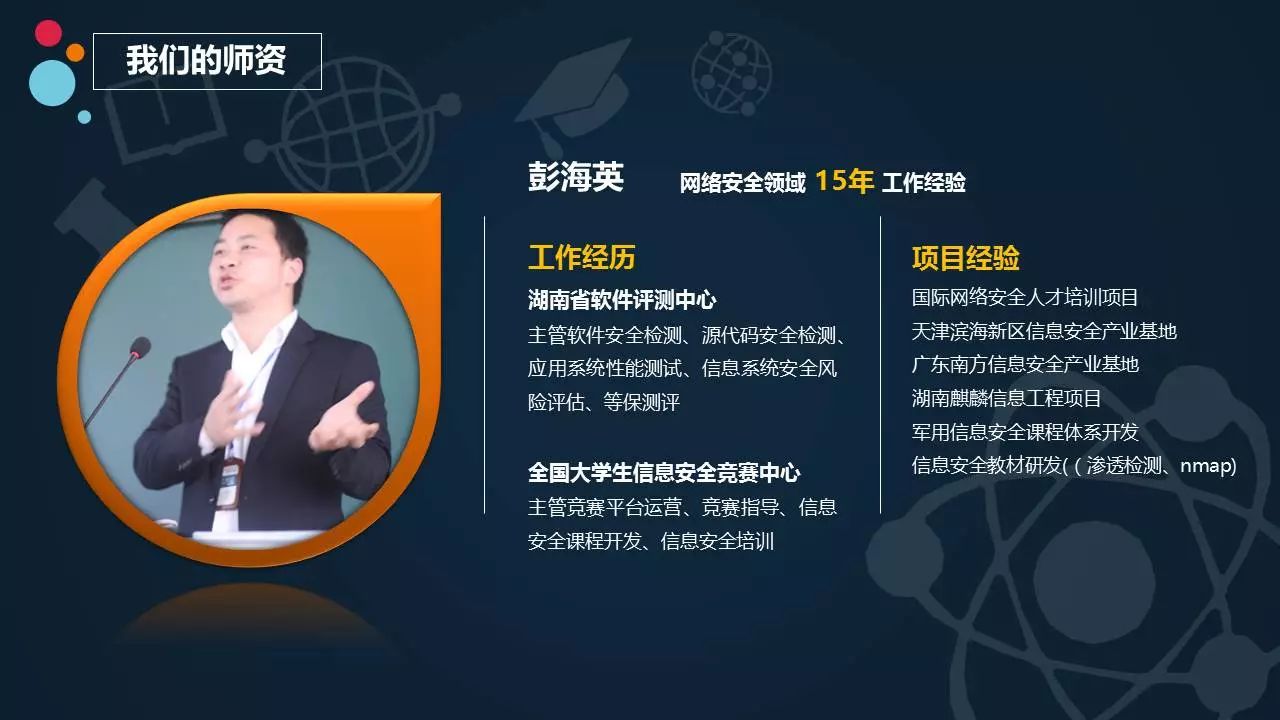 我们的师资
彭海英
网络安全领域 15年 工作经验
工作经历
湖南省软件评测中心
主管软件安全检测、源代码安全检测、
应用系统性能测试、信息系统安全风
险评估、等保测评
全国大学生信息安全竞赛中心
主管竞赛平台运营、竞赛指导、信息
安全课程开发、信息安全培训
项目经验
国际网络安全人才培训项目
天津滨海新区信息安全产业基地
广东南方信息安全产业基地
湖南麒麟信息工程项目
军用信息安全课程体系开发
信息安全教材研发(（渗透检测、nmap)